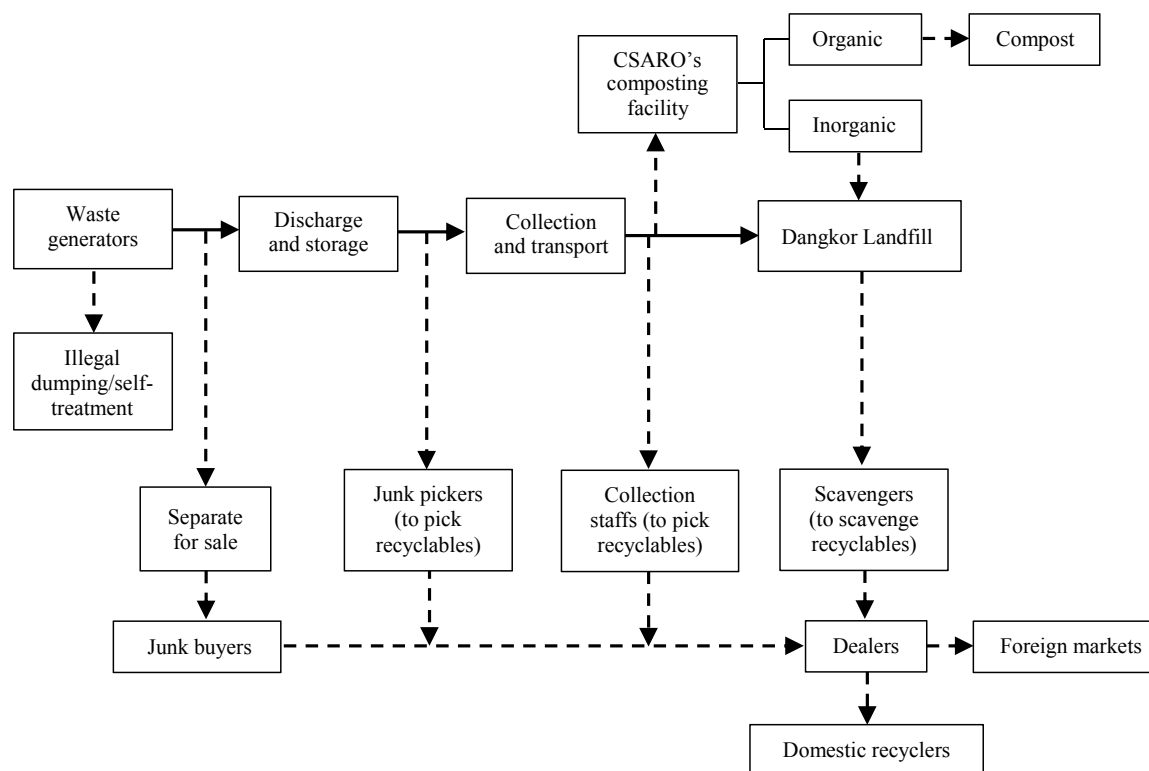 Organic
Compost
CSARO’s
composting
facility
Inorganic
Waste
generators
Discharge
and storage
Collection
and transport
Dangkor Landfill
Illegal
dumping/self-
treatment
Separate
for sale
Junk pickers
(to pick
recyclables)
Collection
staffs (to pick
recyclables)
Scavengers
(to scavenge
recyclables)
Junk buyers
Dealers
Foreign markets
Domestic recyclers